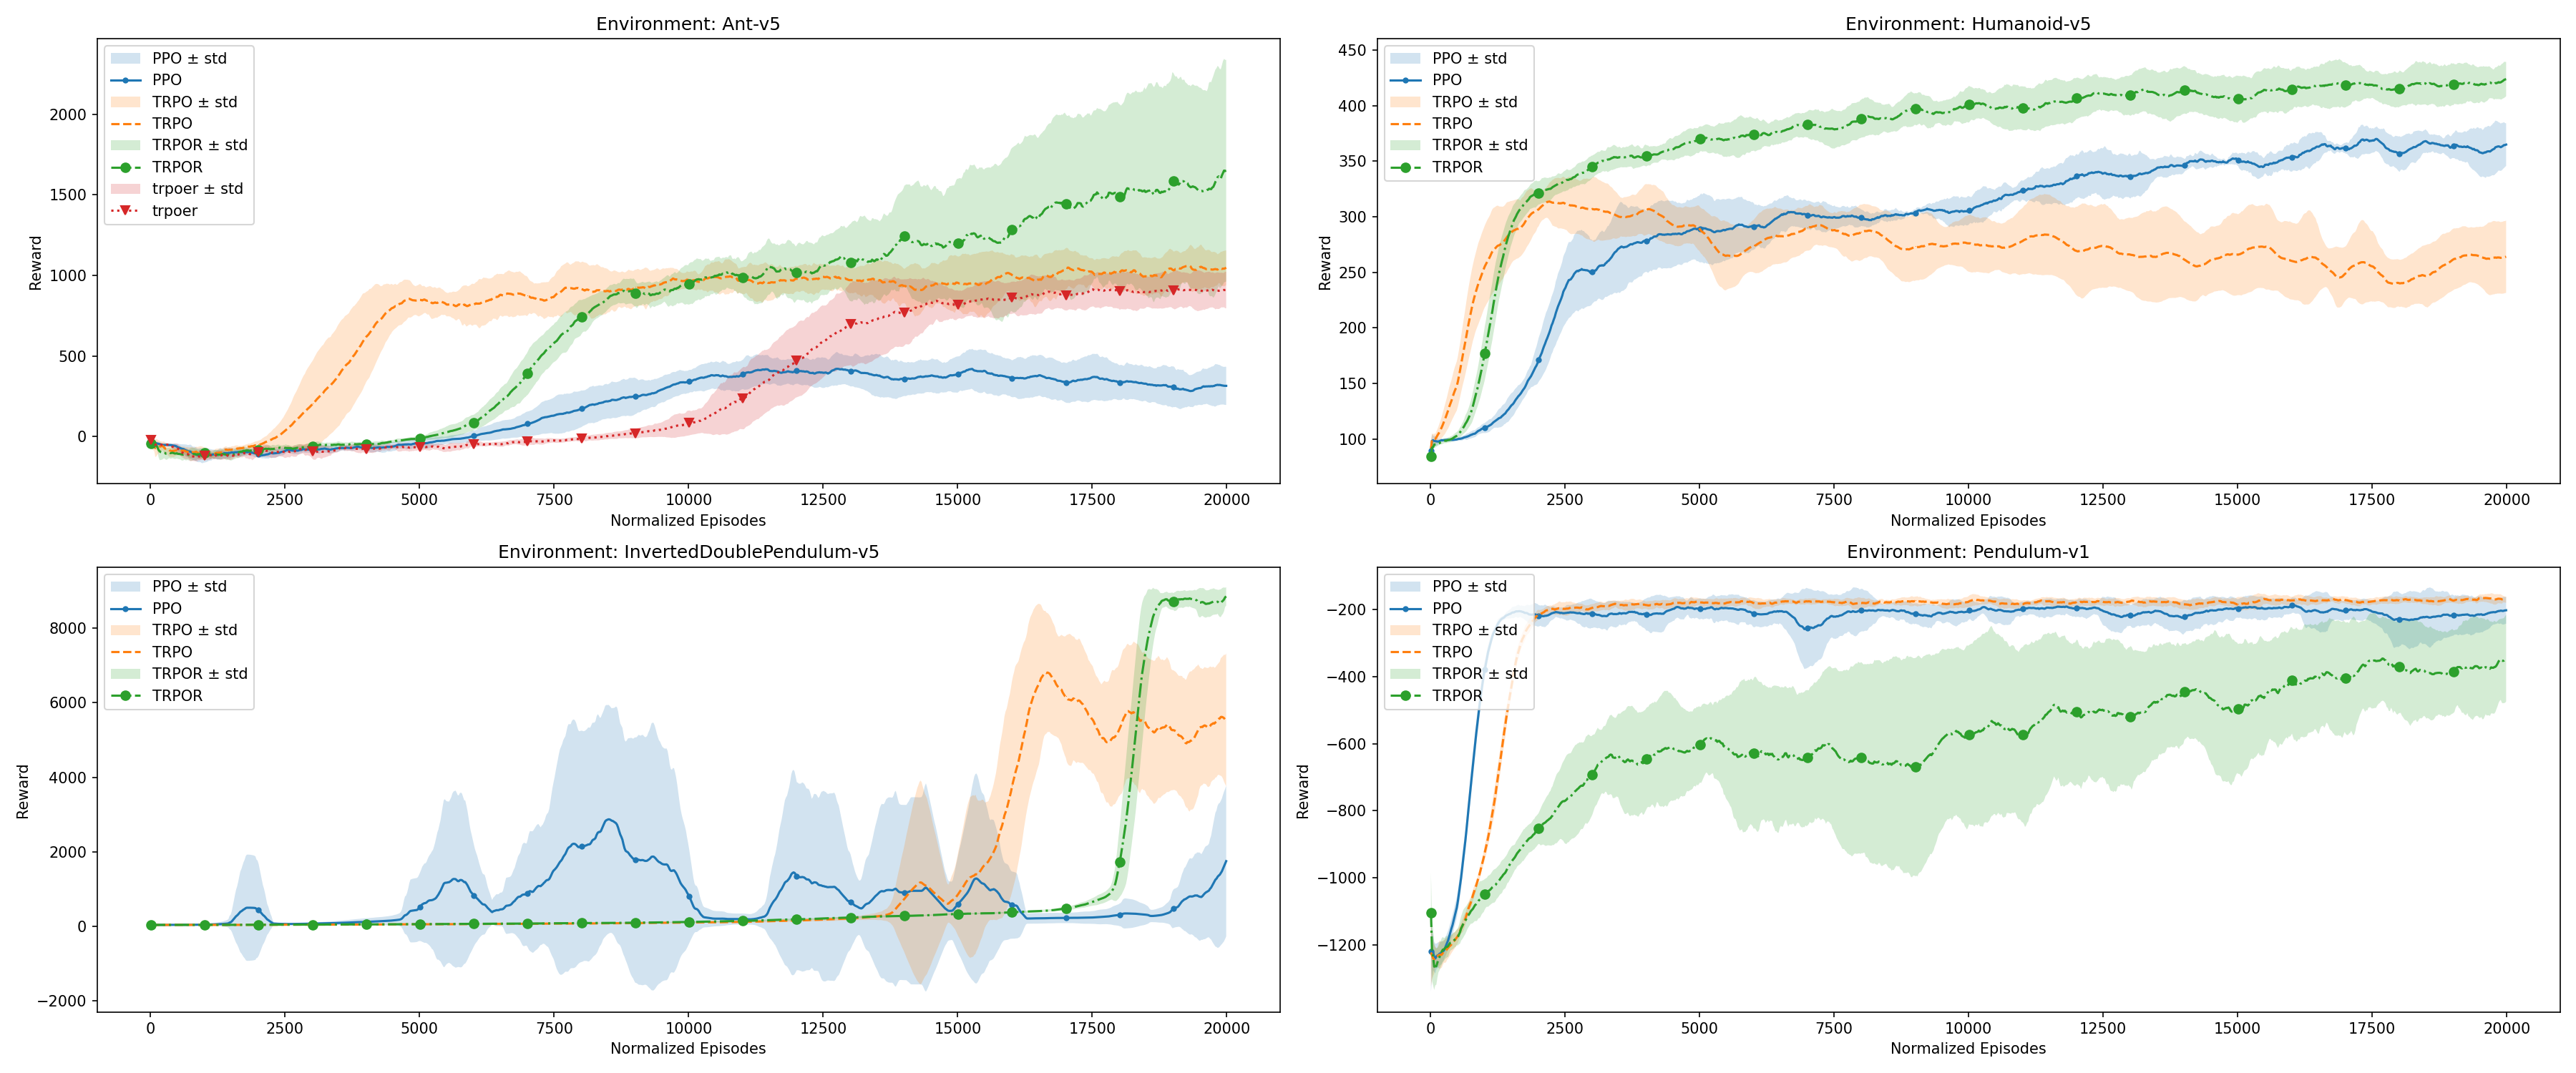 Environment: Ant-v5
PPO ± std
PPO
TRPO ± std
TRPO
TRPOR ± std
TRPOR
trpoer ± std
trpoer
Reward
2000
1500
1000
500
0
0 2500 5000 7500 10000 12500 15000 17500 20000
Normalized Episodes
Environment: Humanoid-v5
PPO ± std
PPO
TRPO ± std
TRPO
TRPOR ± std
TRPOR
Reward
450
400
350
300
250
200
150
100
0 2500 5000 7500 10000 12500 15000 17500 20000
Normalized Episodes
Environment: InvertedDoublePendulum-v5
PPO ± std
PPO
TRPO ± std
TRPO
TRPOR ± std
TRPOR
Reward
8000
6000
4000
2000
0
−2000
0 2500 5000 7500 10000 12500 15000 17500 20000
Normalized Episodes
Environment: Pendulum-v1
PPO ± std
PPO
TRPO ± std
TRPO
TRPOR ± std
TRPOR
Reward
−200
−400
−600
−800
−1000
−1200
0 2500 5000 7500 10000 12500 15000 17500 20000
Normalized Episodes